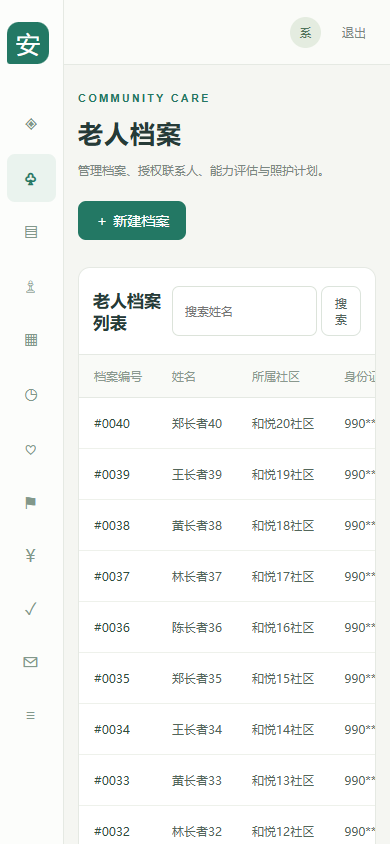 安
系
退出
COMMUNITY CARE
老人档案
管理档案、授权联系人、能力评估与照护计划。
+ 新建档案
老人档案
列表
搜索姓名
搜
索
档案编号 姓名 所属社区 身份证
#0040 郑长者40 和悦20社区 990**
#0039 王长者39 和悦19社区 990**
#0038 黄长者38 和悦18社区 990**
#0037 林长者37 和悦17社区 990**
#0036 陈长者36 和悦16社区 990**
#0035 郑长者35 和悦15社区 990**
#0034 王长者34 和悦14社区 990**
#0033 黄长者33 和悦13社区 990**
#0032 林长者32 和悦12社区 990**